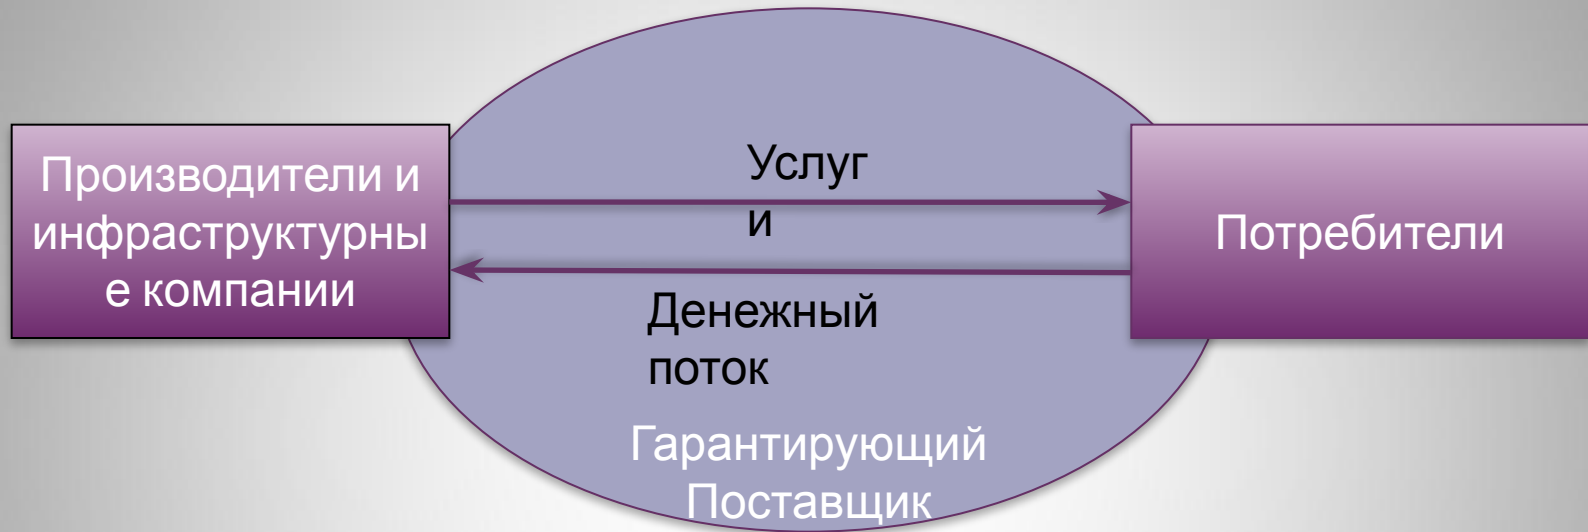 Производители и
инфраструктурны
е компании
Услуг
и
Денежный
поток
Гарантирующий
Поставщик
Потребители